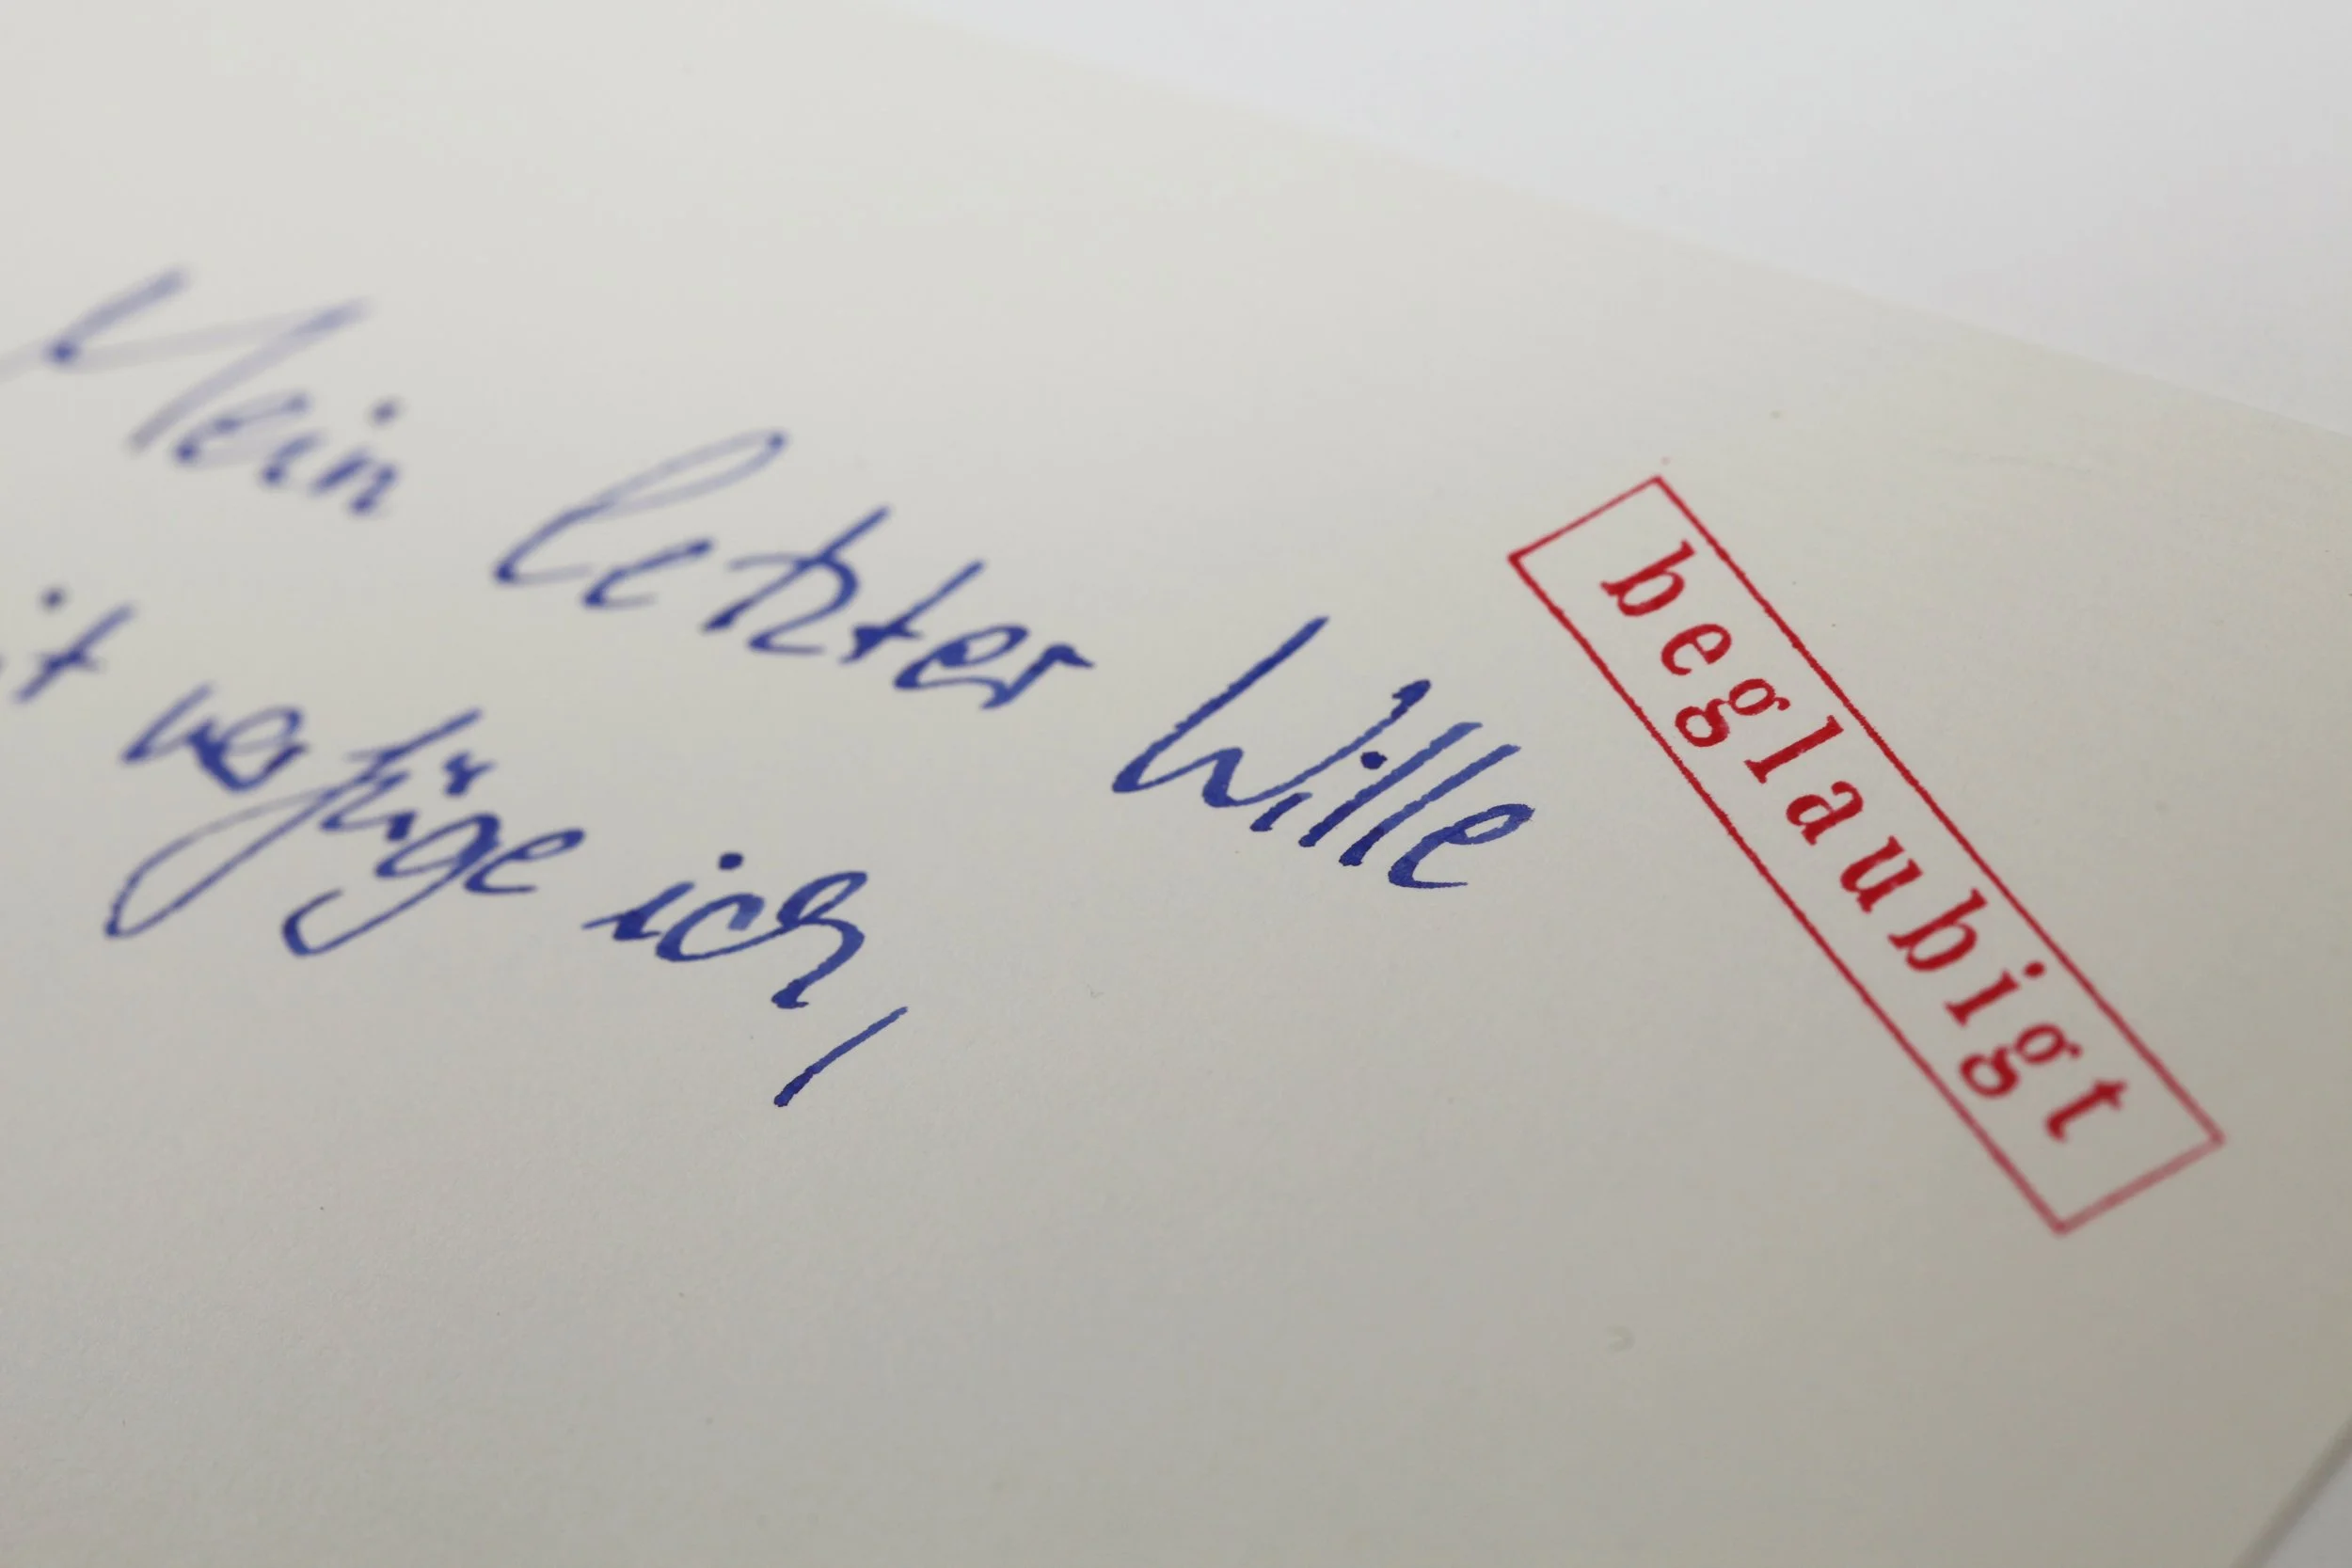 Mein letzter Wille
verfüge ich,
beglaubigt